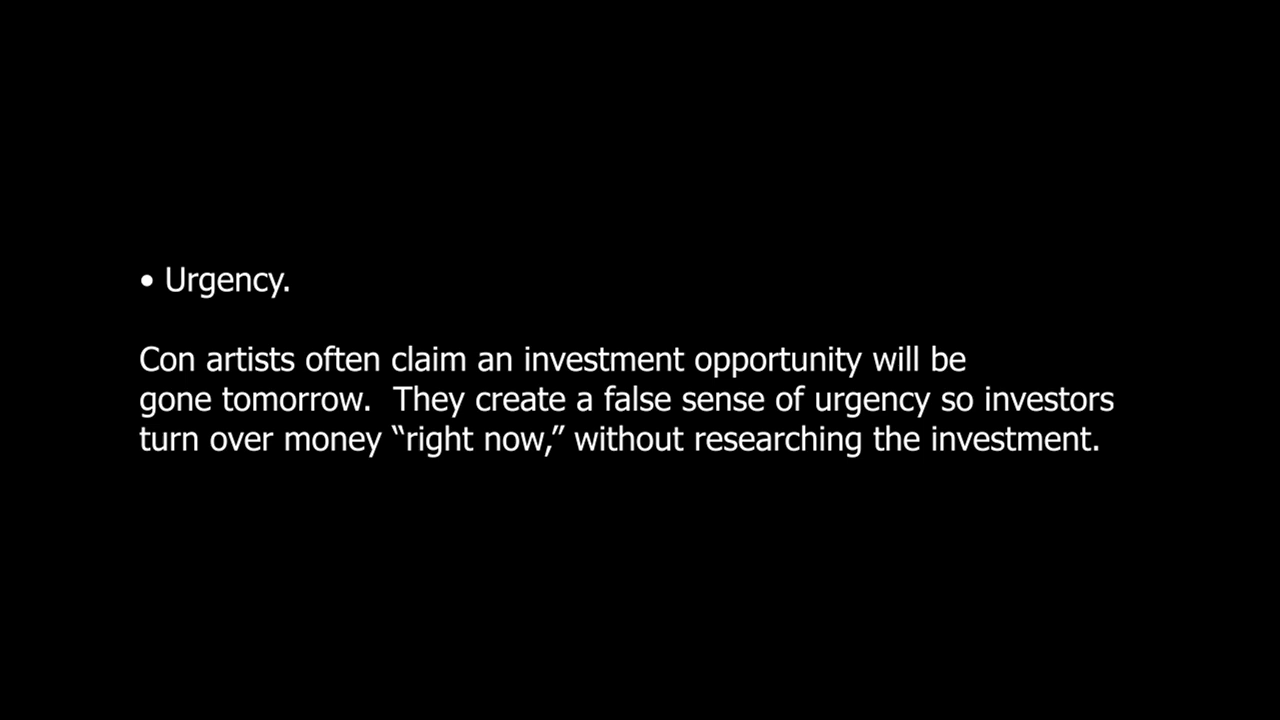 • Urgency.
Con artists often claim an investment opportunity will be
gone tomorrow.  They create a false sense of urgency so investors
turn over money “right now,” without researching the investment.